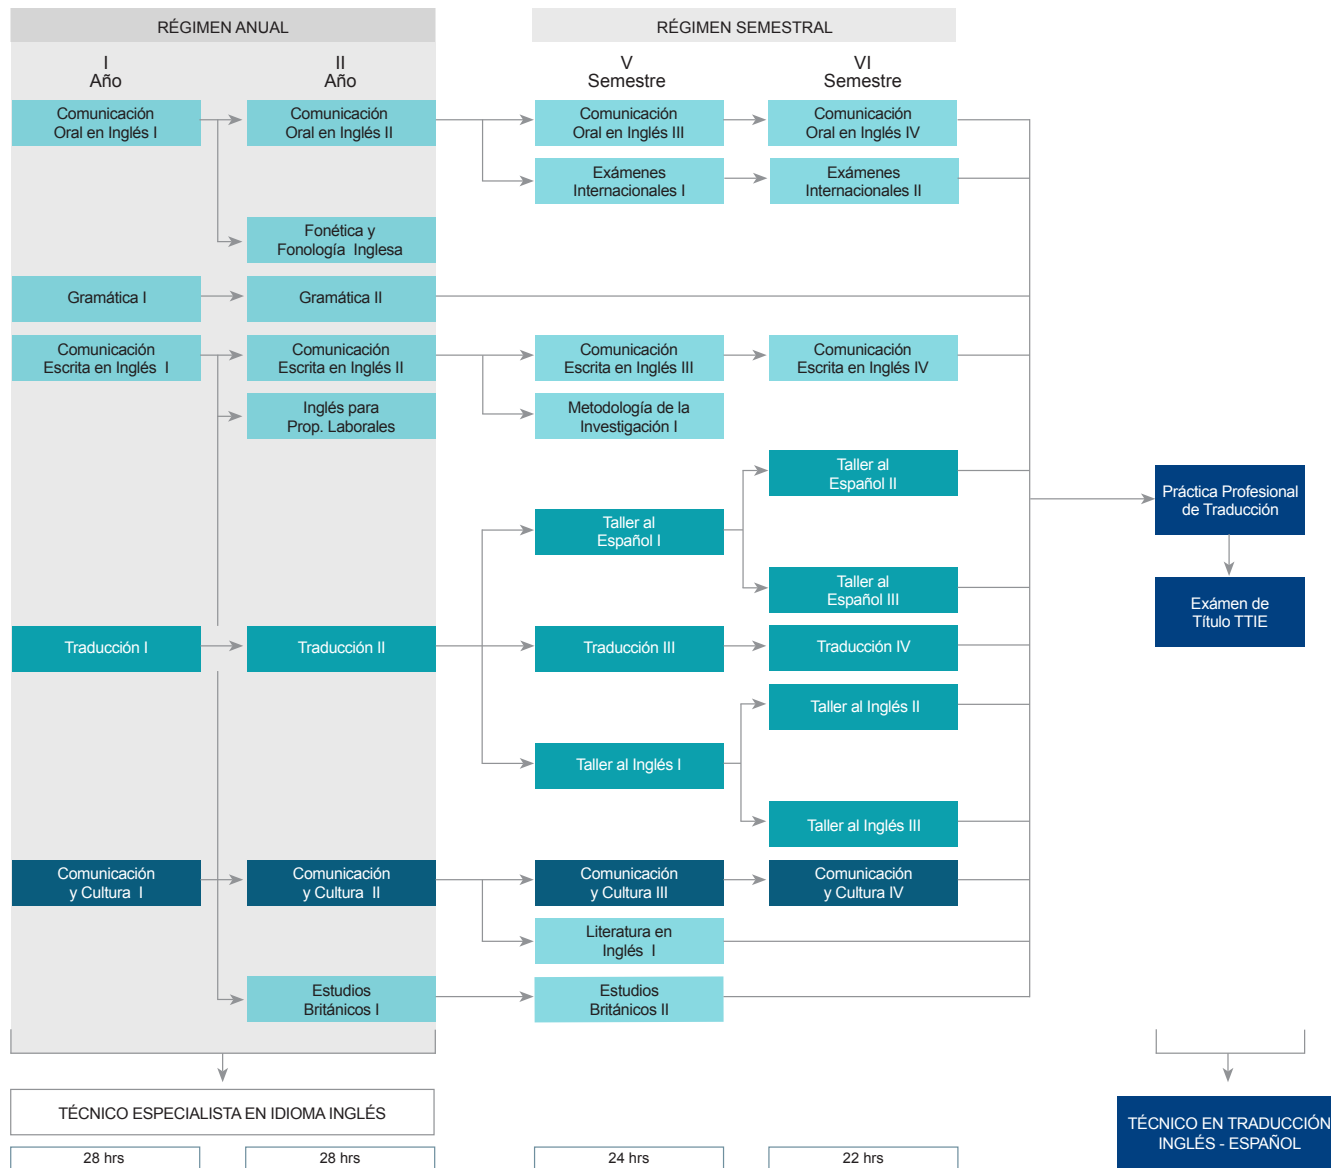 RÉGIMEN ANUAL
RÉGIMEN SEMESTRAL
I
Año
II
Año
V
Semestre
VI
Semestre
Comunicación
Oral en Inglés I
Comunicación
Oral en Inglés II
Comunicación
Oral en Inglés III
Comunicación
Oral en Inglés IV
Exámenes
Internacionales I
Exámenes
Internacionales II
Fonética y
Fonología Inglesa
Gramática I
Gramática II
Comunicación
Escrita en Inglés I
Comunicación
Escrita en Inglés II
Comunicación
Escrita en Inglés III
Comunicación
Escrita en Inglés IV
Inglés para
Prop. Laborales
Metodología de la
Investigación I
Taller al
Español II
Práctica Profesional
de Traducción
Taller al
Español I
Taller al
Español III
Exámen de
Título TTIE
Traducción I
Traducción II
Traducción III
Traducción IV
Taller al Inglés II
Taller al Inglés I
Taller al Inglés III
Comunicación
y Cultura I
Comunicación
y Cultura II
Comunicación
y Cultura III
Comunicación
y Cultura IV
Literatura en
Inglés I
Estudios
Británicos I
Estudios
Británicos II
TÉCNICO ESPECIALISTA EN IDIOMA INGLÉS
TÉCNICO EN TRADUCCIÓN
INGLÉS - ESPAÑOL
28 hrs
28 hrs
24 hrs
22 hrs